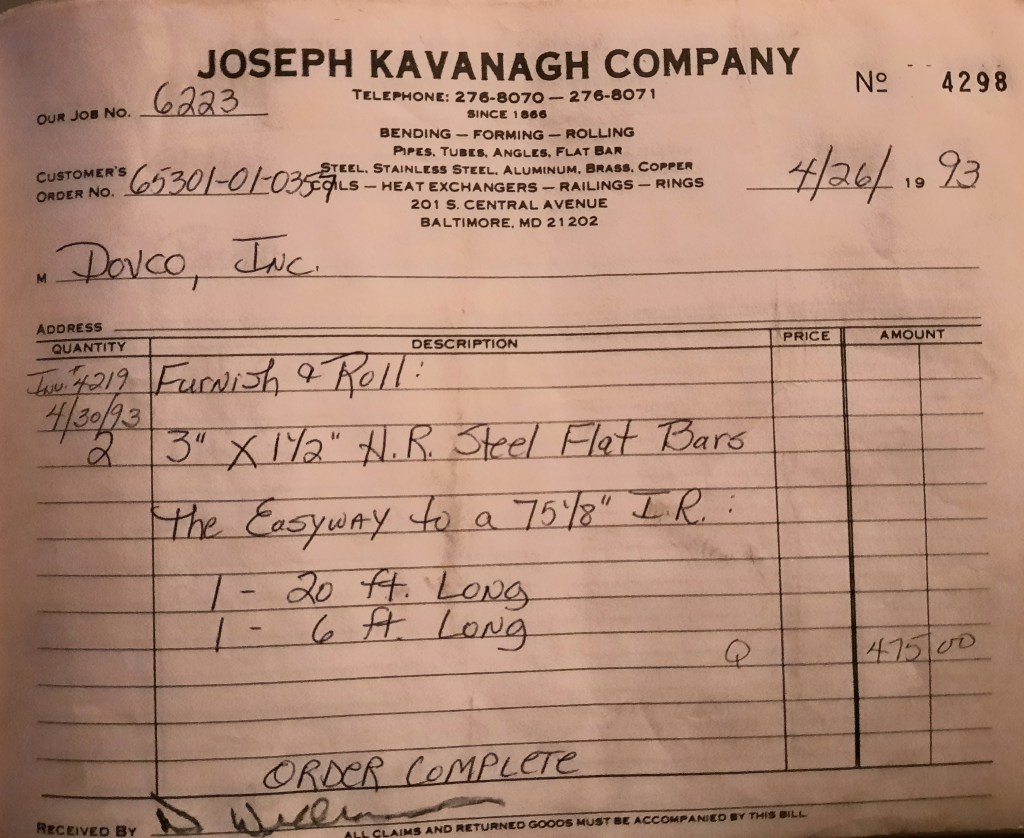 JOSEPH KAVANAGH COMPANY
Nº 4298
TELEPHONE: 276-8070 — 276-8071
OUR JOB NO. 6223
SINCE 1866
BENDING — FORMING — ROLLING
PIPES, TUBES, ANGLES, FLAT BAR
STEEL, STAINLESS STEEL, ALUMINUM, BRASS, COPPER
CUSTOMER'S ORDER NO. 65301-01-0357
COILS — HEAT EXCHANGERS — RAILINGS — RINGS
4/26/ 19 93
201 S. CENTRAL AVENUE
BALTIMORE, MD 21202
M Dovco, Inc.
ADDRESS
QUANTITY DESCRIPTION PRICE AMOUNT
Inv. # 4219 Furnish & Roll:
4/30/93
2 3" X 1 1/2" H.R. Steel Flat Bars
the Easyway to a 75 1/8" I.R. :
1 - 20 ft. Long
1 - 6 ft. Long
Q 475 00
ORDER COMPLETE
RECEIVED BY
ALL CLAIMS AND RETURNED GOODS MUST BE ACCOMPANIED BY THIS BILL